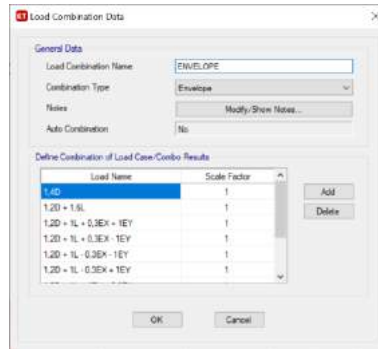 Load Combination Data
General Data
Load Combination Name ENVELOPE
Combination Type Envelope
Notes Modify/Show Notes...
Auto Combination No
Define Combination of Load Case/Combo Results
Load Name Scale Factor
1,4D 1
1,2D + 1,6L 1
1,2D + 1L + 0,3EX + 1EY 1
1,2D + 1L + 0,3EX - 1EY 1
1,2D + 1L - 0,3EX - 1EY 1
1,2D + 1L - 0,3EX + 1EY 1
Add
Delete
OK Cancel